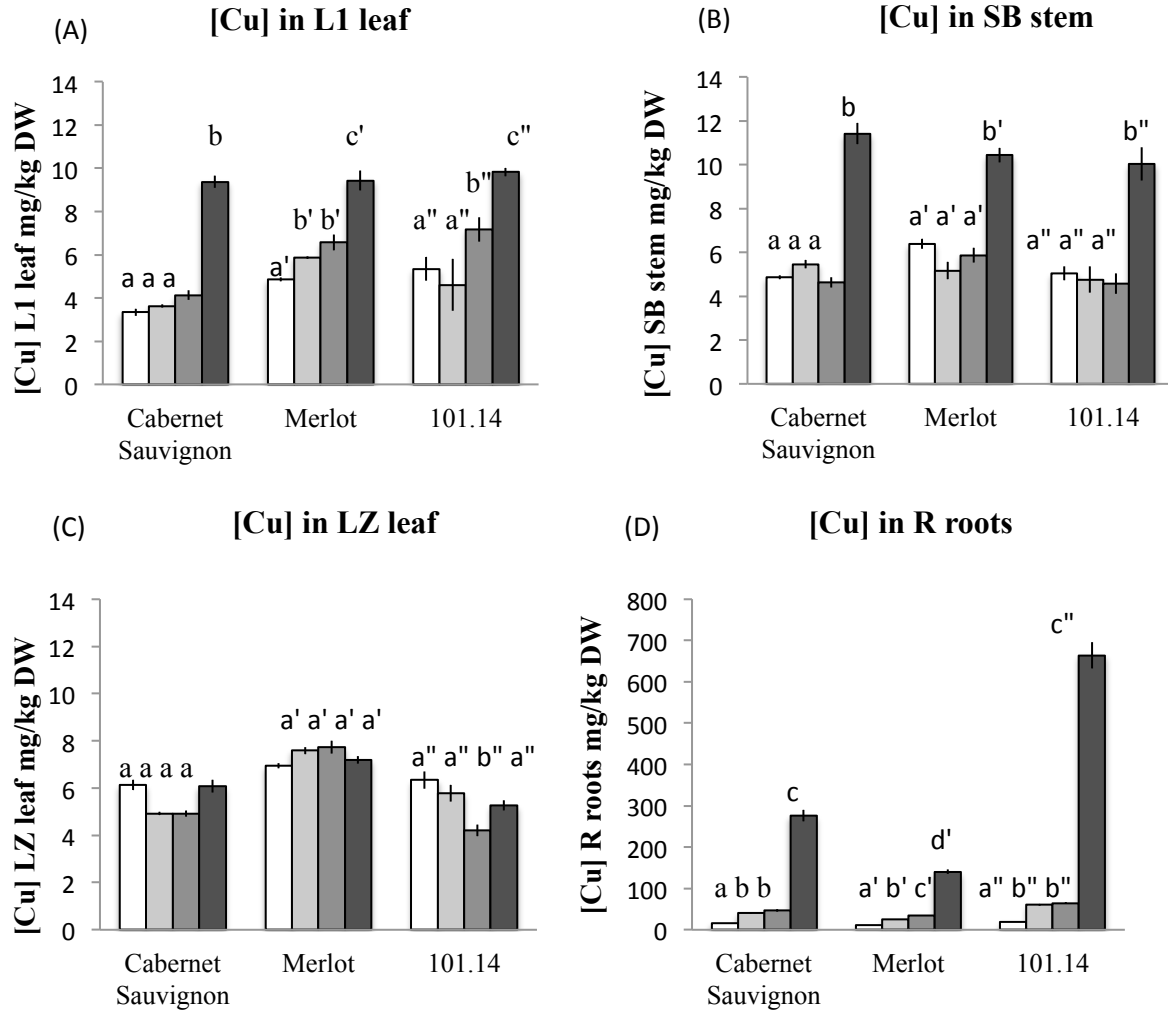 (A)
[Cu] in L1 leaf
[Cu] L1 leaf mg/kg DW
14
12
10
8
6
4
2
0
a a a
b
a'
b' b'
c'
a" a"
b"
c"
Cabernet
Sauvignon
Merlot
101.14
(B)
[Cu] in SB stem
[Cu] SB stem mg/kg DW
14
12
10
8
6
4
2
0
a a a
b
a' a' a'
b'
a" a" a"
b"
Cabernet
Sauvignon
Merlot
101.14
(C)
[Cu] in LZ leaf
[Cu] LZ leaf mg/kg DW
14
12
10
8
6
4
2
0
a a a a
a' a' a' a'
a" a" b" a"
Cabernet
Sauvignon
Merlot
101.14
(D)
[Cu] in R roots
[Cu] R roots mg/kg DW
800
700
600
500
400
300
200
100
0
a b b
c
a' b' c'
d'
a" b" b"
c"
Cabernet
Sauvignon
Merlot
101.14